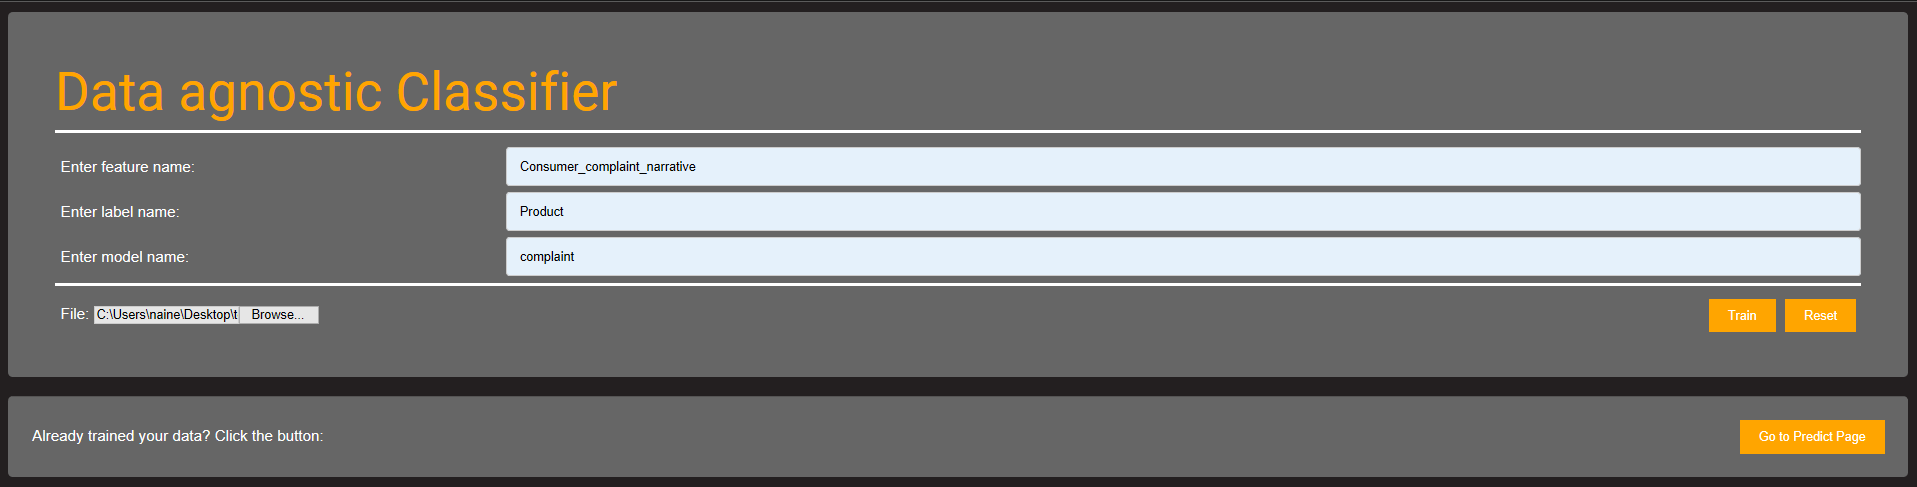 Data agnostic Classifier
Enter feature name: Consumer_complaint_narrative
Enter label name: Product
Enter model name: complaint
File: C:\Users\naine\Desktop\t Browse... Train Reset
Already trained your data? Click the button: Go to Predict Page